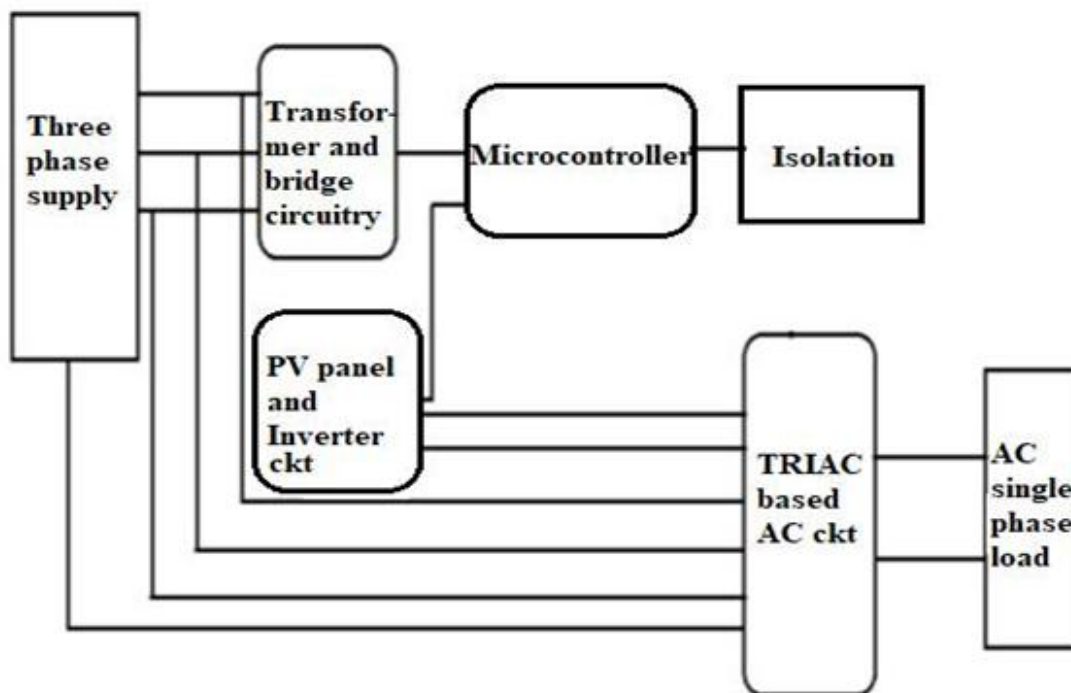 Three
phase
supply
Transfor-
mer and
bridge
circuitry
Microcontroller
Isolation
PV panel
and
Inverter
ckt
TRIAC
based
AC ckt
AC
single
phase
load